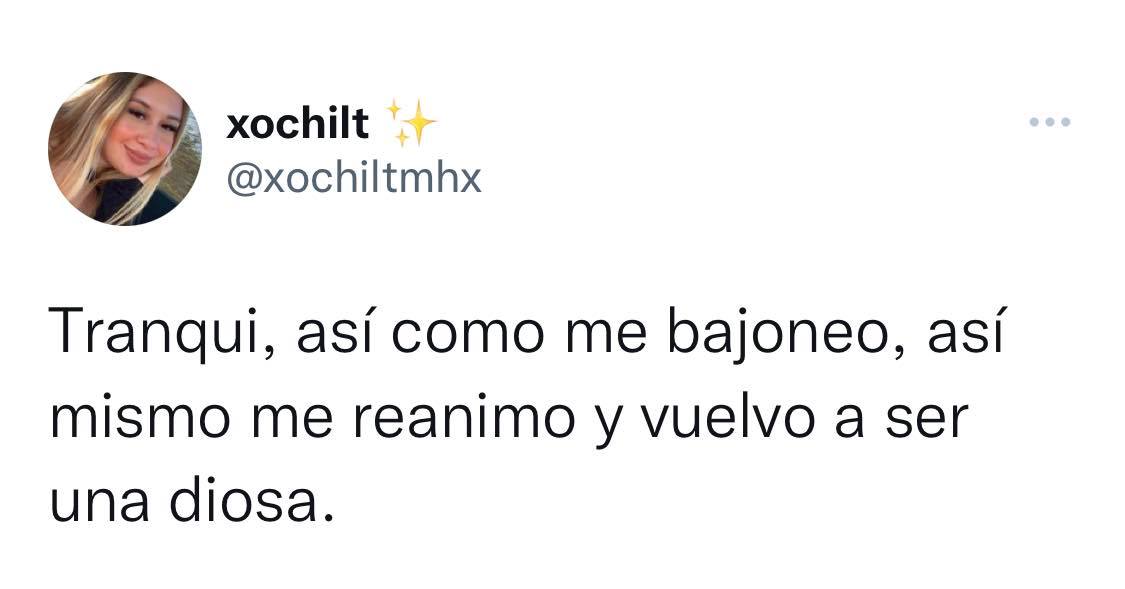 xochilt ✨
@xochiltmhx
Tranqui, así como me bajoneo, así
mismo me reanimo y vuelvo a ser
una diosa.